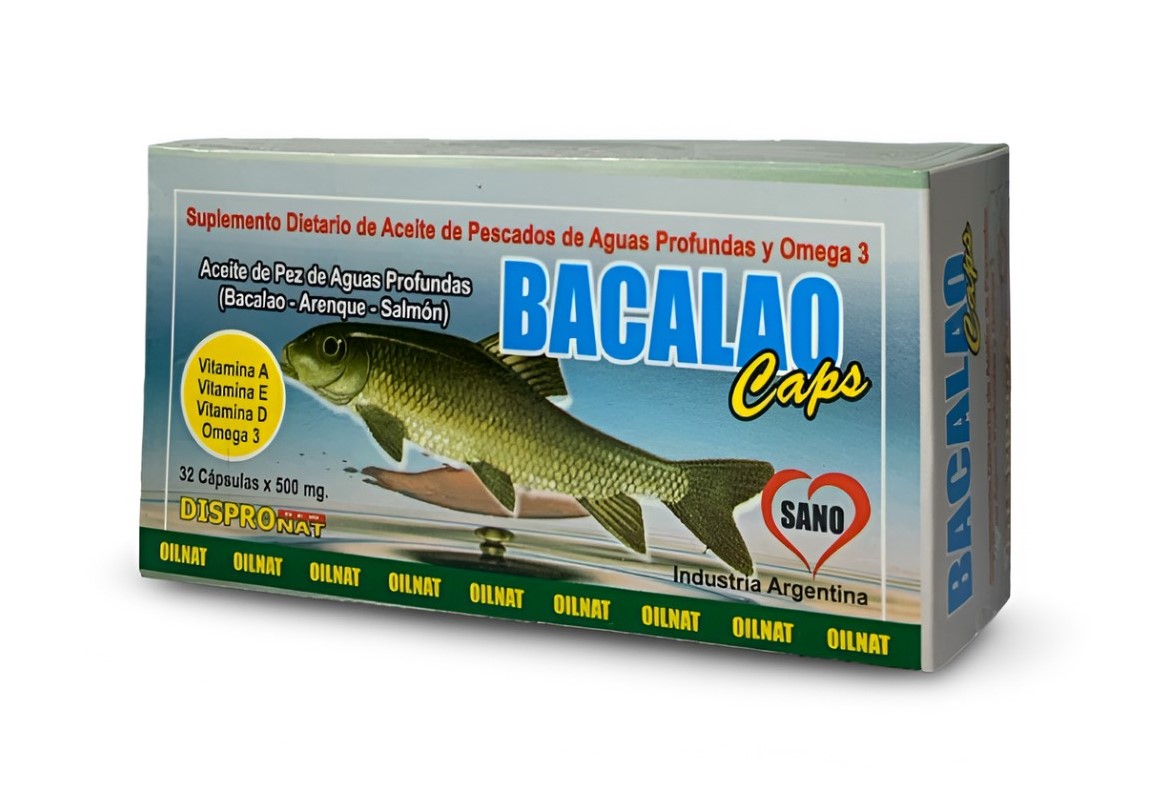 Suplemento Dietario de Aceite de Pescados de Aguas Profundas y Omega 3
Aceite de Pez de Aguas Profundas
(Bacalao - Arenque - Salmón)
BACALAO
Caps
Vitamina A
Vitamina E
Vitamina D
Omega 3
32 Cápsulas x 500 mg.
DISPRONAT
SANO
Industria Argentina
OILNAT OILNAT OILNAT OILNAT OILNAT OILNAT OILNAT OILNAT OILNAT
BACALAO
Caps